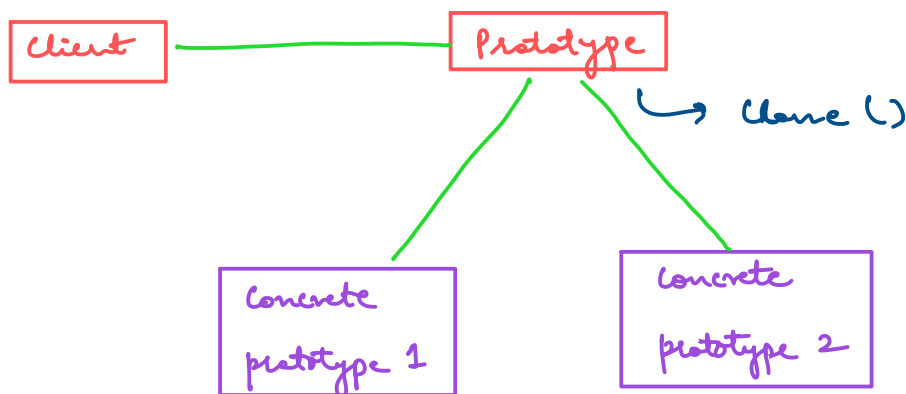 Client
Prototype
Clone ()
Concrete
prototype 1
Concrete
prototype 2